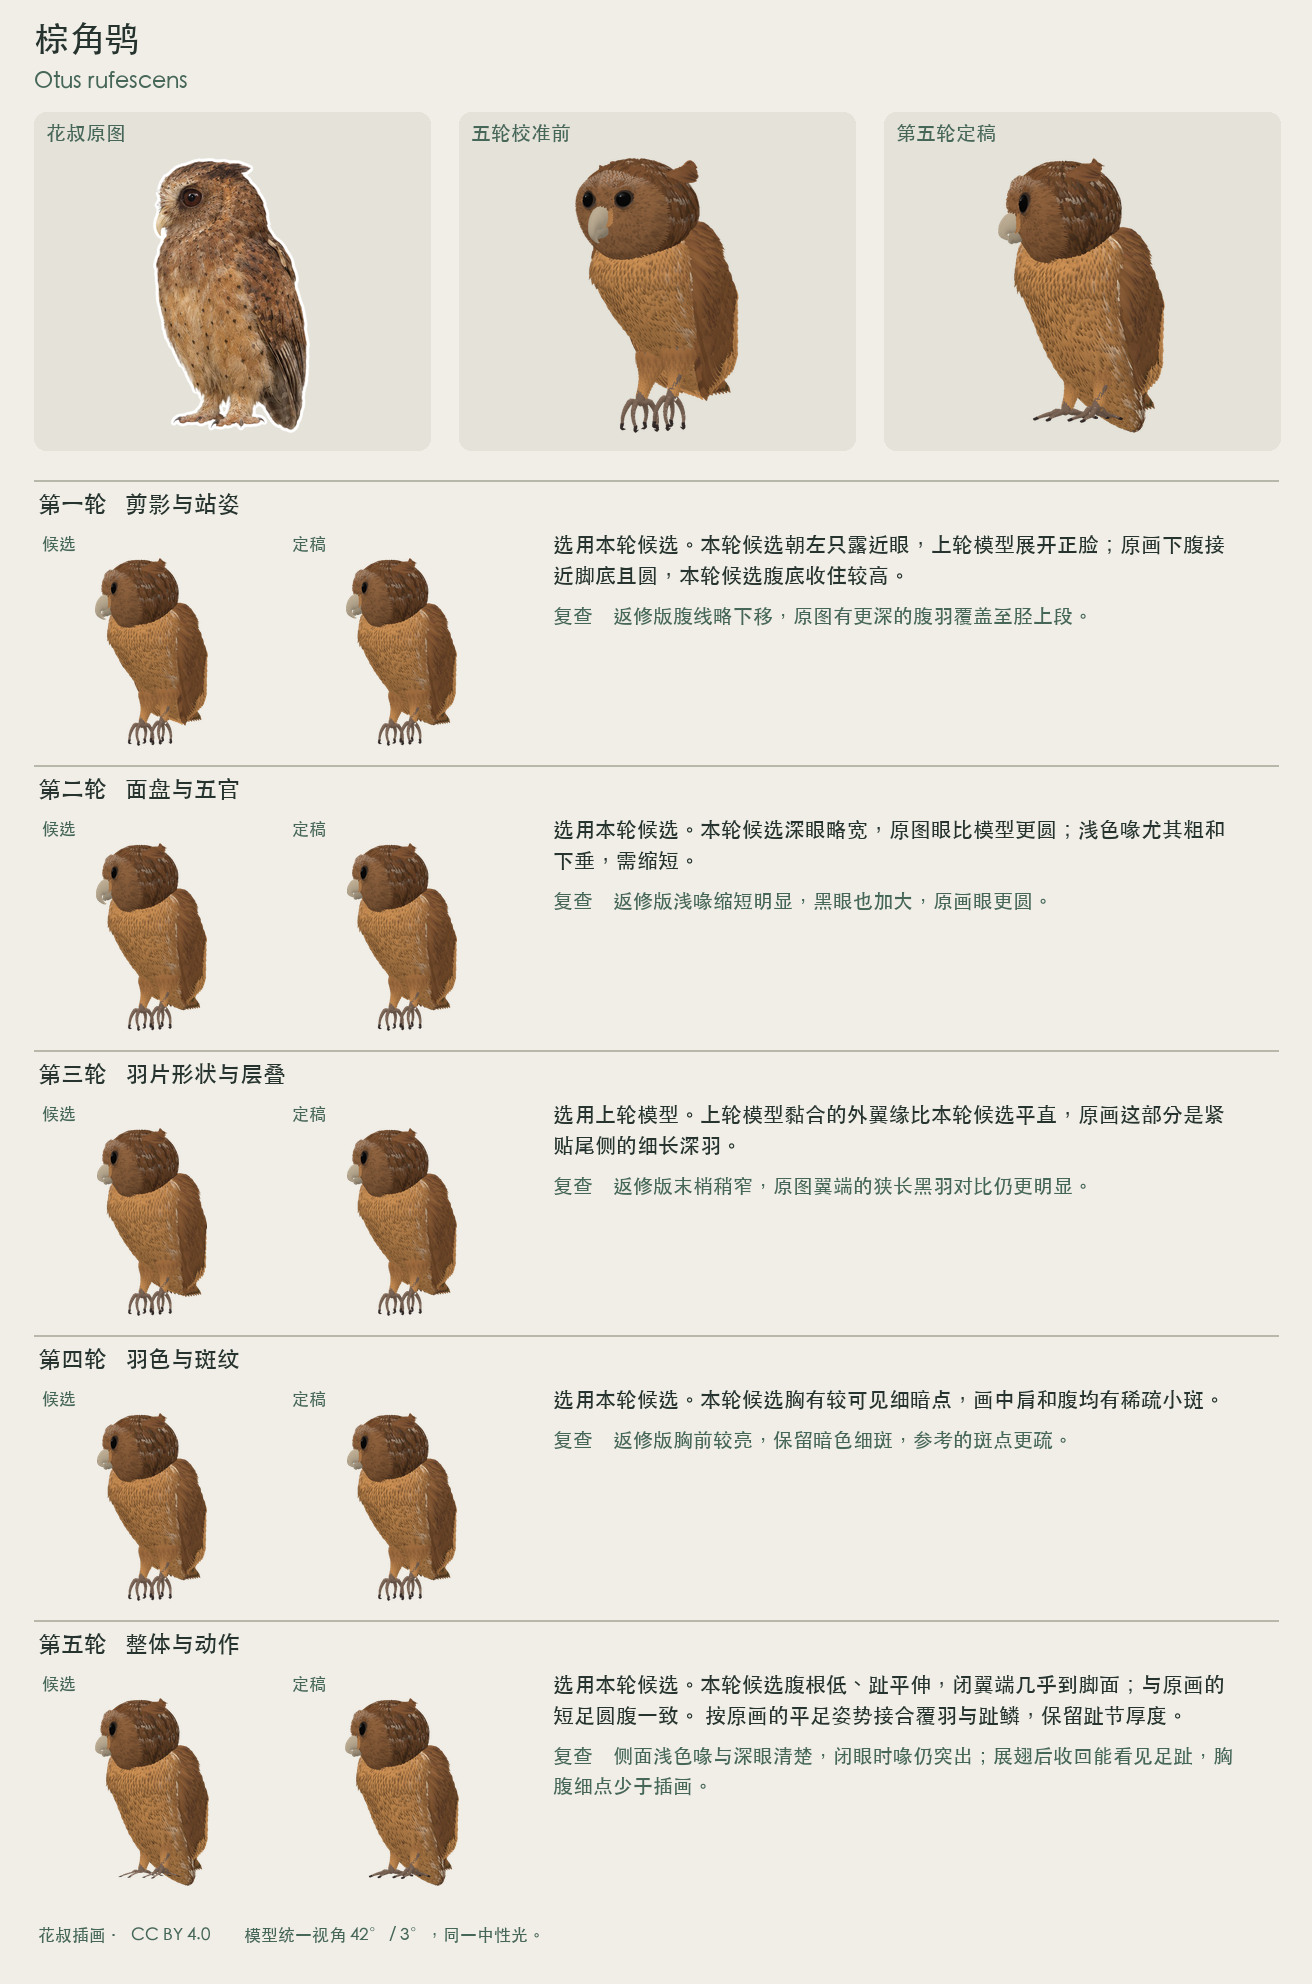 棕角鸮
Otus rufescens
花叔原图
五轮校准前
第五轮定稿
第一轮 剪影与站姿
候选
定稿
选用本轮候选。本轮候选朝左只露近眼，上轮模型展开正脸；原画下腹接
近脚底且圆，本轮候选腹底收住较高。
复查 返修版腹线略下移，原图有更深的腹羽覆盖至胫上段。
第二轮 面盘与五官
候选
定稿
选用本轮候选。本轮候选深眼略宽，原图眼比模型更圆；浅色喙尤其粗和
下垂，需缩短。
复查 返修版浅喙缩短明显，黑眼也加大，原画眼更圆。
第三轮 羽片形状与层叠
候选
定稿
选用上轮模型。上轮模型黏合的外翼缘比本轮候选平直，原画这部分是紧
贴尾侧的细长深羽。
复查 返修版末梢稍窄，原图翼端的狭长黑羽对比仍更明显。
第四轮 羽色与斑纹
候选
定稿
选用本轮候选。本轮候选胸有较可见细暗点，画中肩和腹均有稀疏小斑。
复查 返修版胸前较亮，保留暗色细斑，参考的斑点更疏。
第五轮 整体与动作
候选
定稿
选用本轮候选。本轮候选腹根低、趾平伸，闭翼端几乎到脚面；与原画的
短足圆腹一致。 按原画的平足姿势接合覆羽与趾鳞，保留趾节厚度。
复查 侧面浅色喙与深眼清楚，闭眼时喙仍突出；展翅后收回能看见足趾，胸
腹细点少于插画。
花叔插画 · CC BY 4.0 模型统一视角 42° / 3° ，同一中性光。